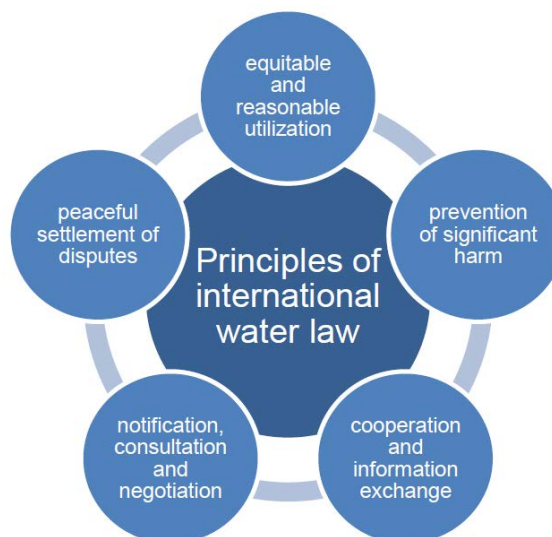 equitable
and
reasonable
utilization
prevention
of significant
harm
cooperation
and
information
exchange
notification,
consultation
and
negotiation
peaceful
settlement of
disputes
Principles of
international
water law